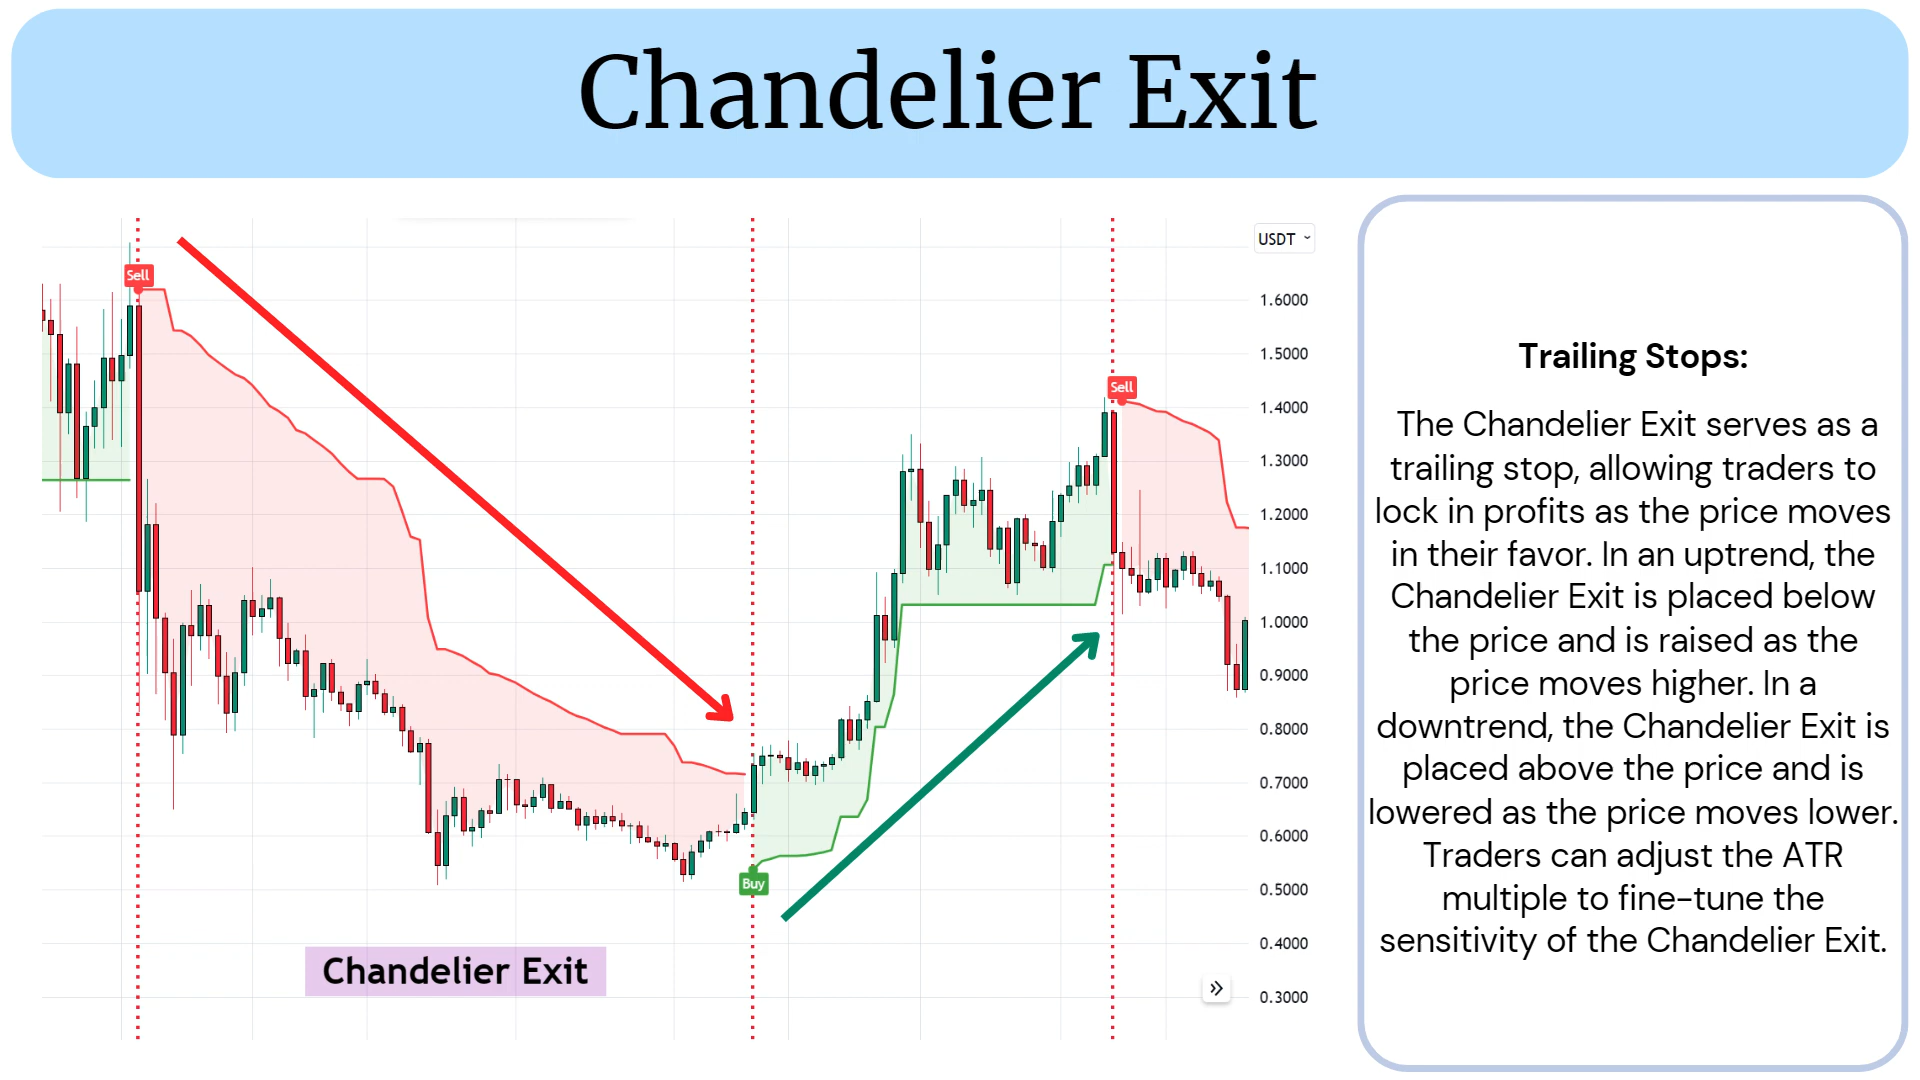 Chandelier Exit
USDT
Sell
1.6000
1.5000
Sell
1.4000
1.3000
1.2000
1.1000
1.0000
0.9000
0.8000
0.7000
0.6000
Buy
0.5000
0.4000
Chandelier Exit
0.3000
Trailing Stops:
The Chandelier Exit serves as a
trailing stop, allowing traders to
lock in profits as the price moves
in their favor. In an uptrend, the
Chandelier Exit is placed below
the price and is raised as the
price moves higher. In a
downtrend, the Chandelier Exit is
placed above the price and is
lowered as the price moves lower.
Traders can adjust the ATR
multiple to fine-tune the
sensitivity of the Chandelier Exit.